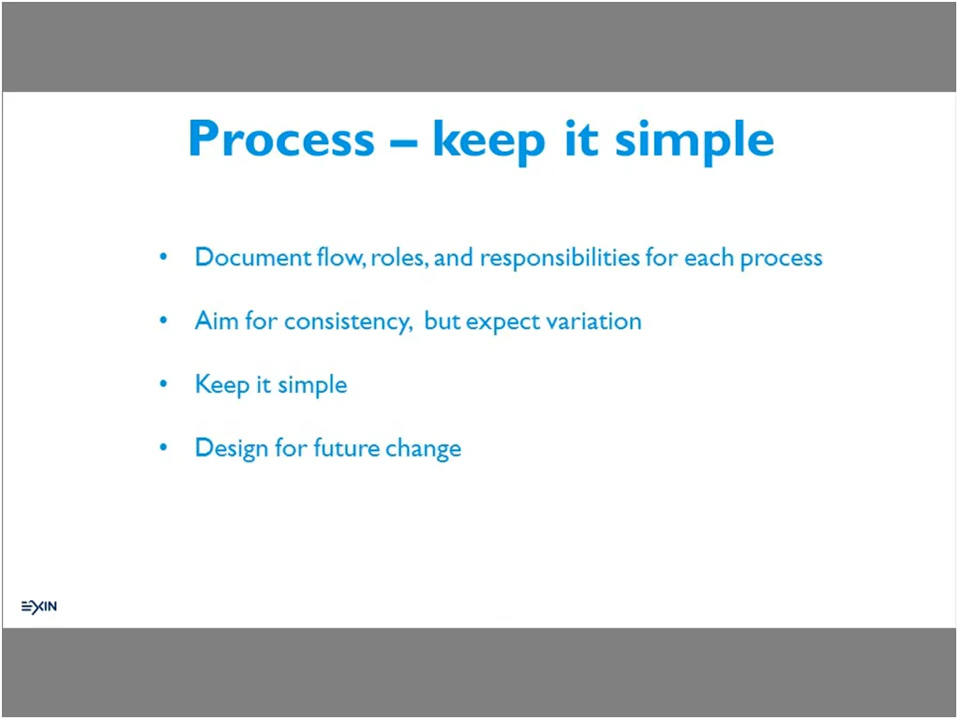 Process – keep it simple
• Document flow, roles, and responsibilities for each process
• Aim for consistency, but expect variation
• Keep it simple
• Design for future change
EXIN